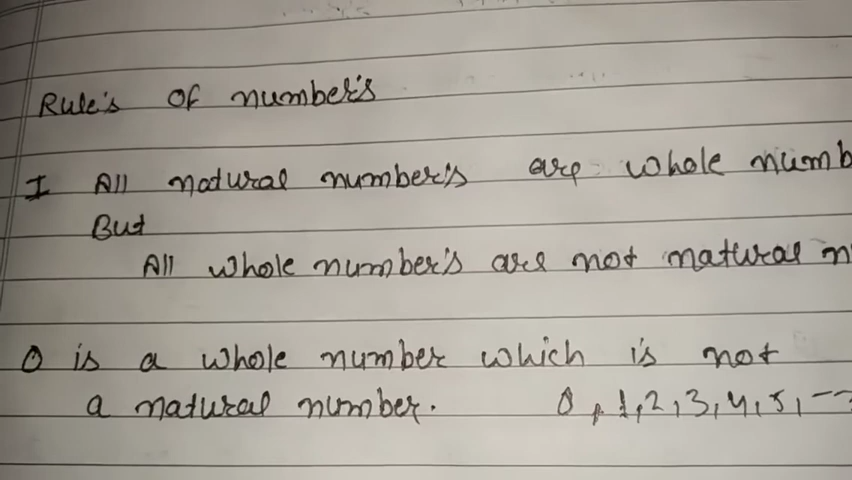 Rule's Of number's
I All natural number's are whole numb
But
All whole number's are not natural n
0 is a whole number which is not
a natural number. 0, 1, 2, 3, 4, 5, --